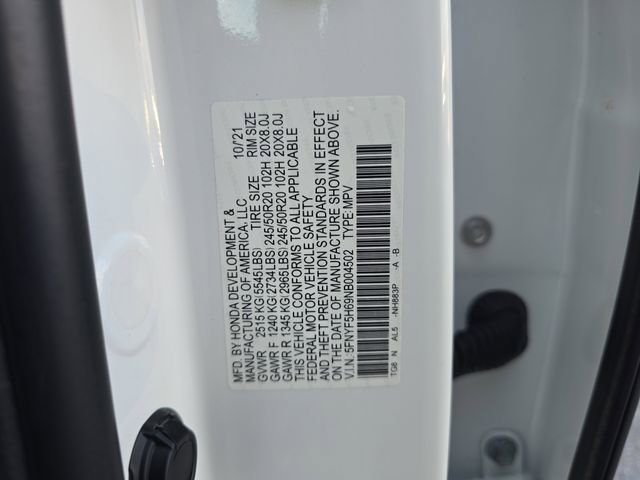 MFD. BY HONDA DEVELOPMENT &
MANUFACTURING OF AMERICA, LLC 10/'21
GVWR 2515 KG(5545LBS) TIRE SIZE RIM SIZE
GAWR F 1240 KG(2734LBS) 245/50R20 102H 20X8.0J
GAWR R 1345 KG(2965LBS) 245/50R20 102H 20X8.0J
THIS VEHICLE CONFORMS TO ALL APPLICABLE
FEDERAL MOTOR VEHICLE SAFETY
AND THEFT PREVENTION STANDARDS IN EFFECT
ON THE DATE OF MANUFACTURE SHOWN ABOVE.
V.I.N.:5FNYF5H69NB004502 TYPE:MPV
TG8 N AL5 -NH883P -A -B